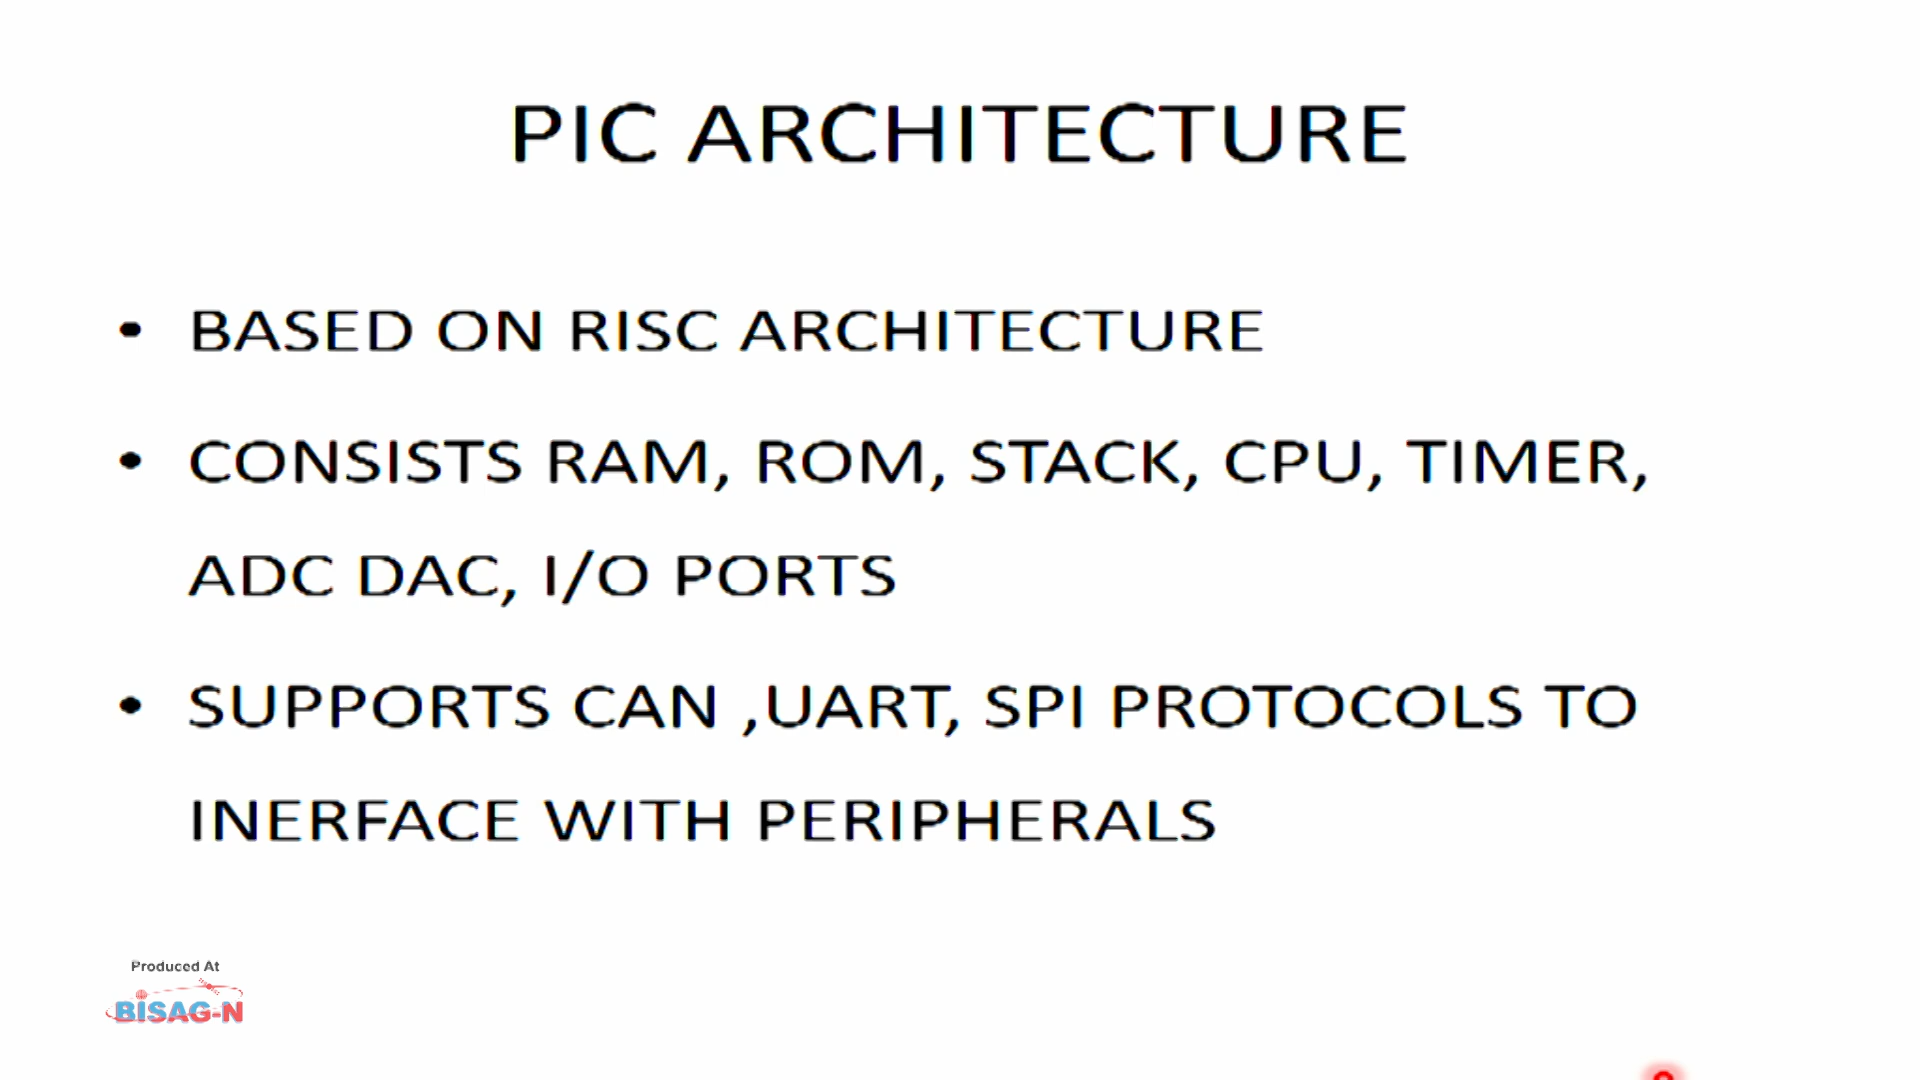 PIC ARCHITECTURE
• BASED ON RISC ARCHITECTURE
• CONSISTS RAM, ROM, STACK, CPU, TIMER,
ADC DAC, I/O PORTS
• SUPPORTS CAN ,UART, SPI PROTOCOLS TO
INERFACE WITH PERIPHERALS
Produced At
BISAG-N